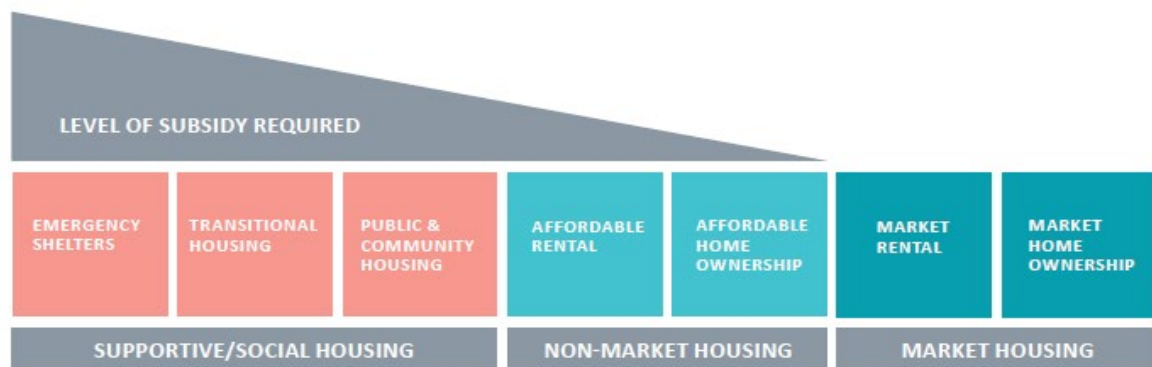 LEVEL OF SUBSIDY REQUIRED
EMERGENCY
SHELTERS
TRANSITIONAL
HOUSING
PUBLIC &
COMMUNITY
HOUSING
AFFORDABLE
RENTAL
AFFORDABLE
HOME
OWNERSHIP
MARKET
RENTAL
MARKET
HOME
OWNERSHIP
SUPPORTIVE/SOCIAL HOUSING
NON-MARKET HOUSING
MARKET HOUSING